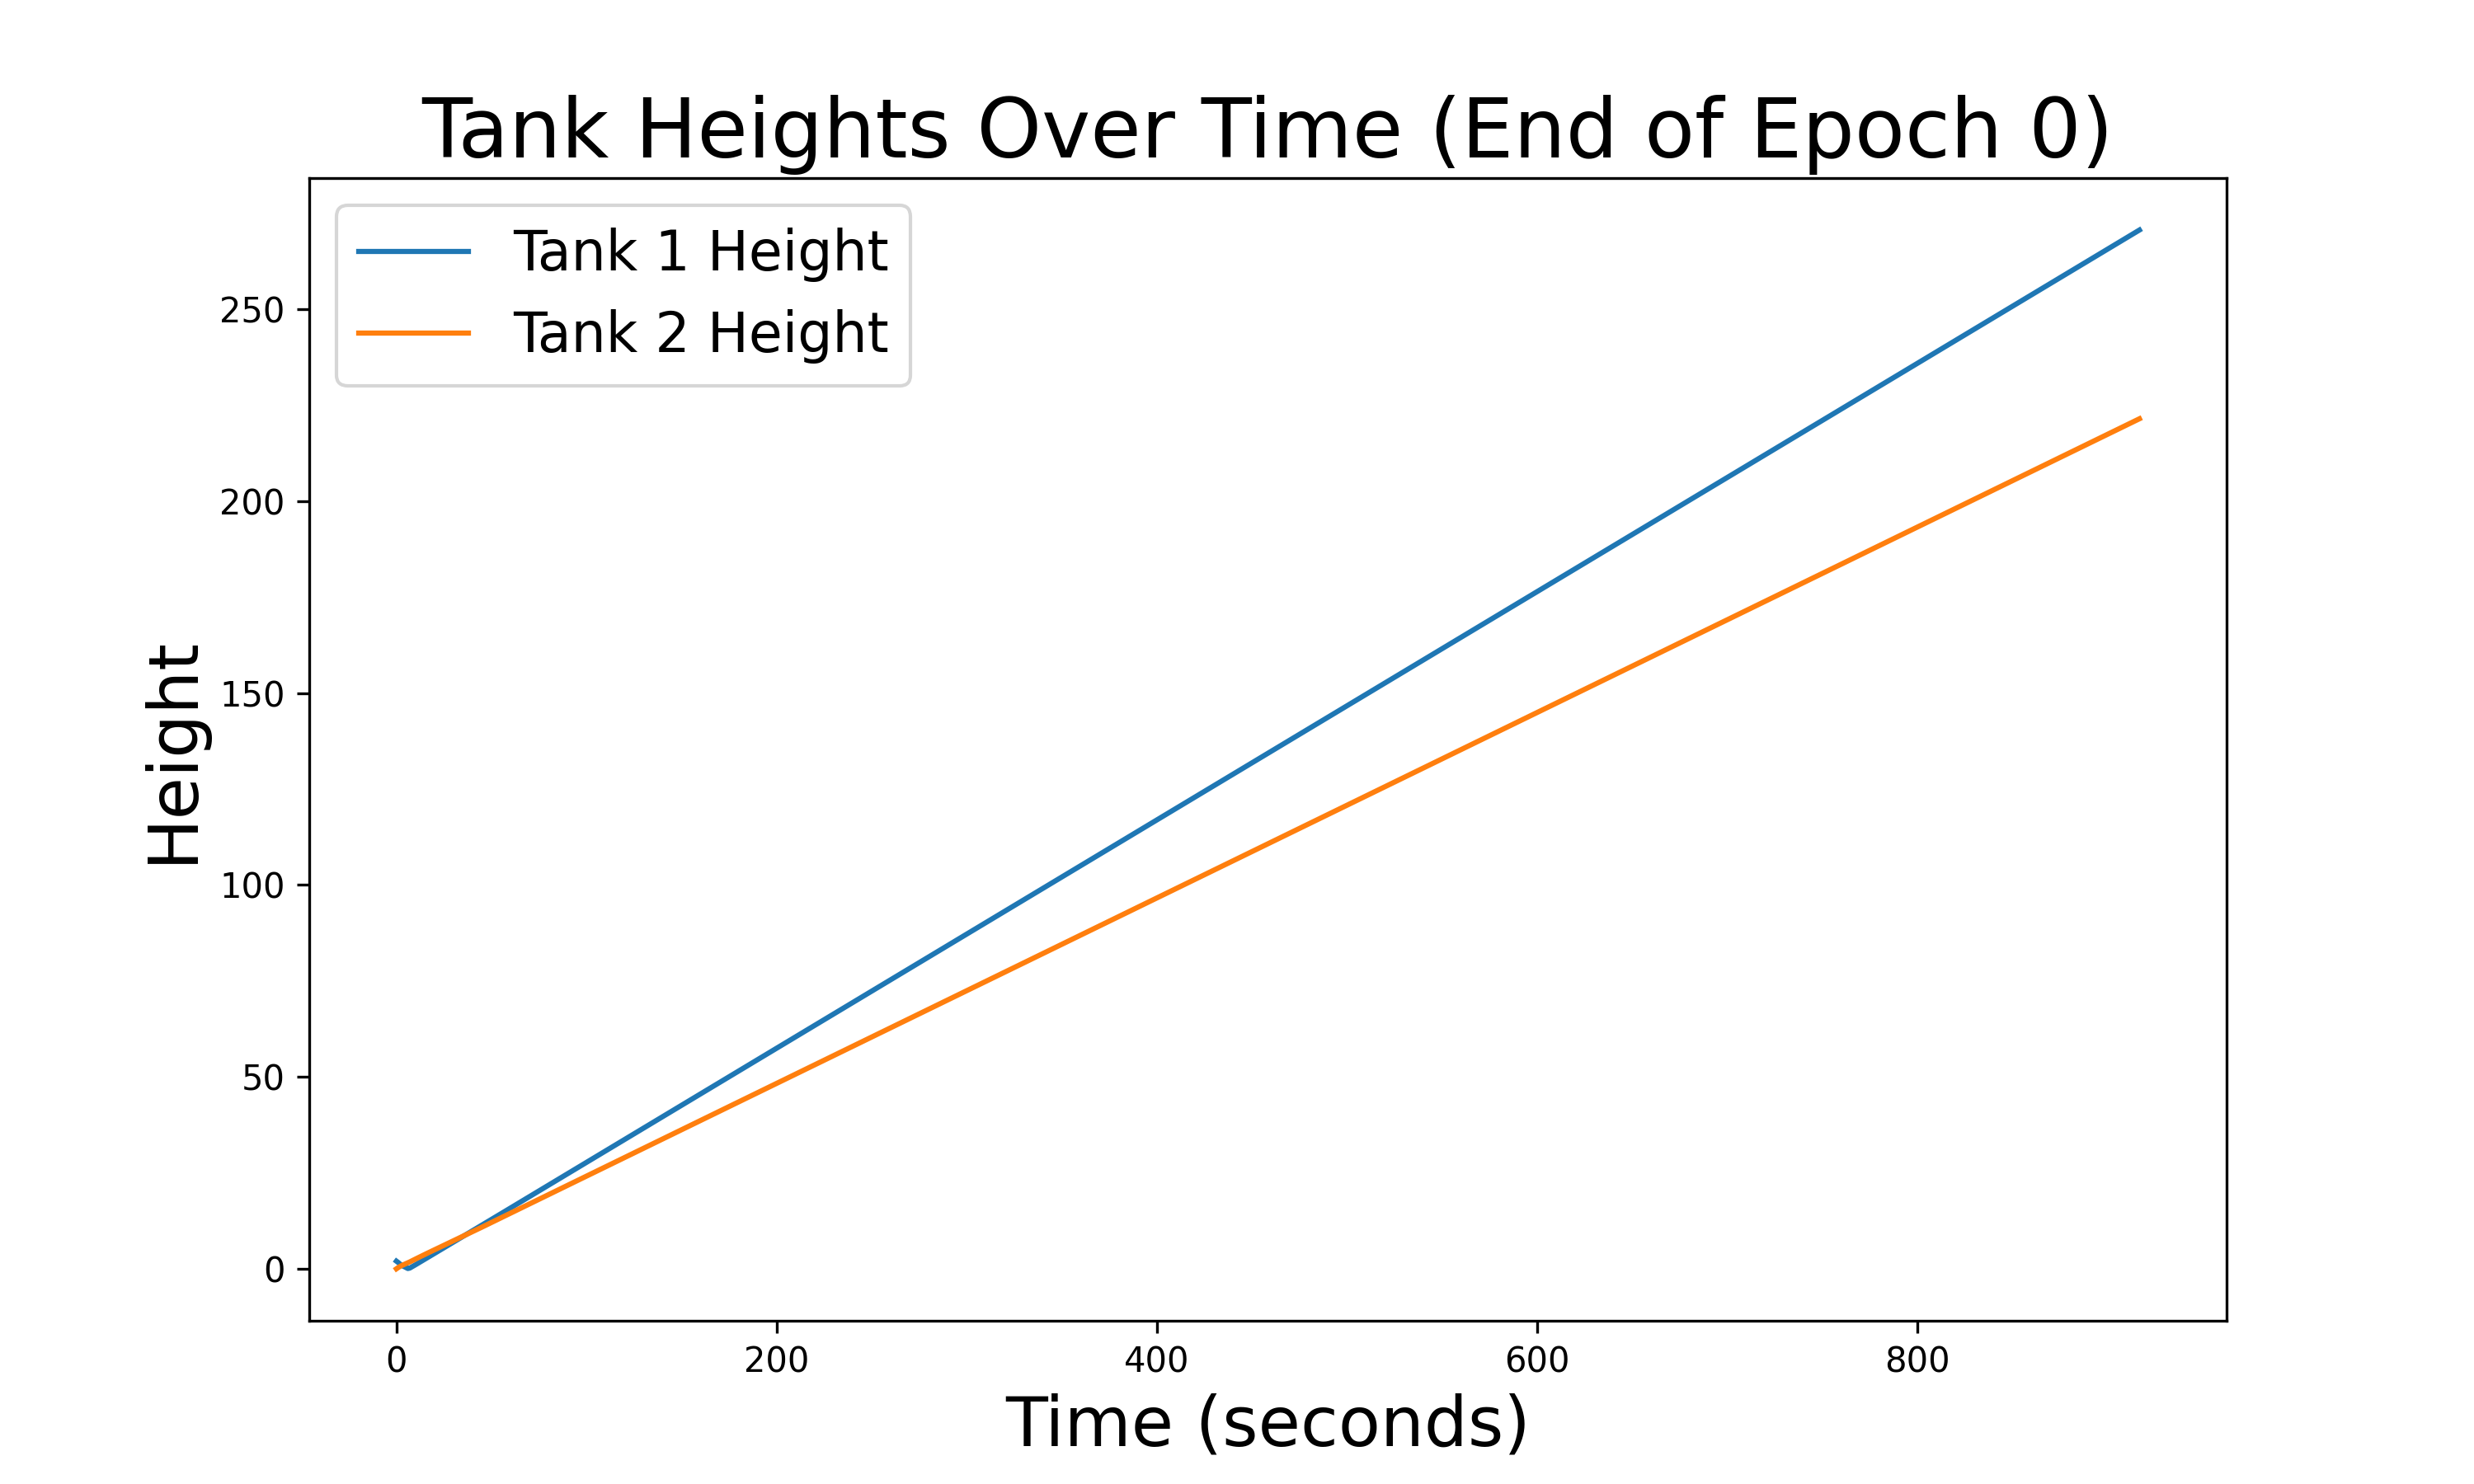 Tank Heights Over Time (End of Epoch 0)
Tank 1 Height
Tank 2 Height
Height
250
200
150
100
50
0
0 200 400 600 800
Time (seconds)